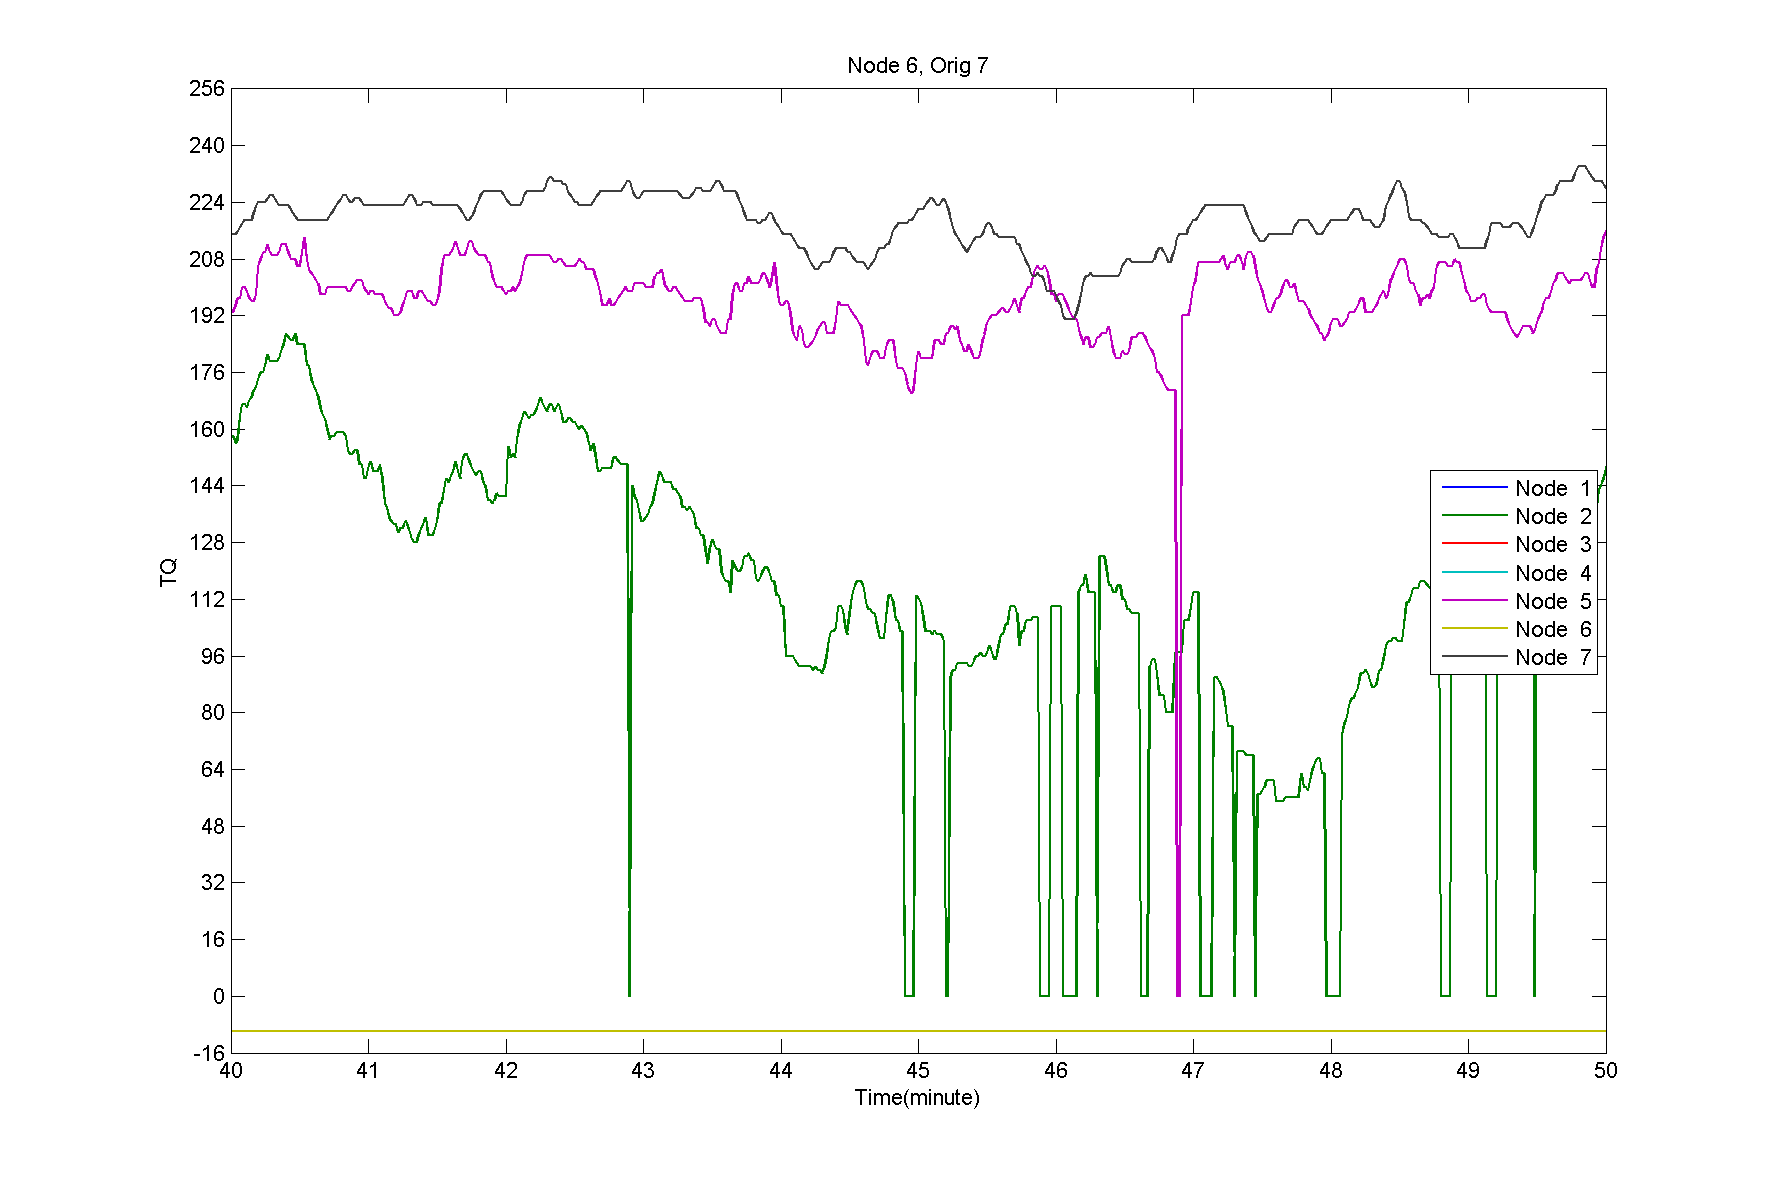 Node 6, Orig 7
256
240
224
208
192
176
160
144
128
112
96
80
64
48
32
16
0
-16
TQ
Node 1
Node 2
Node 3
Node 4
Node 5
Node 6
Node 7
40 41 42 43 44 45 46 47 48 49 50
Time(minute)